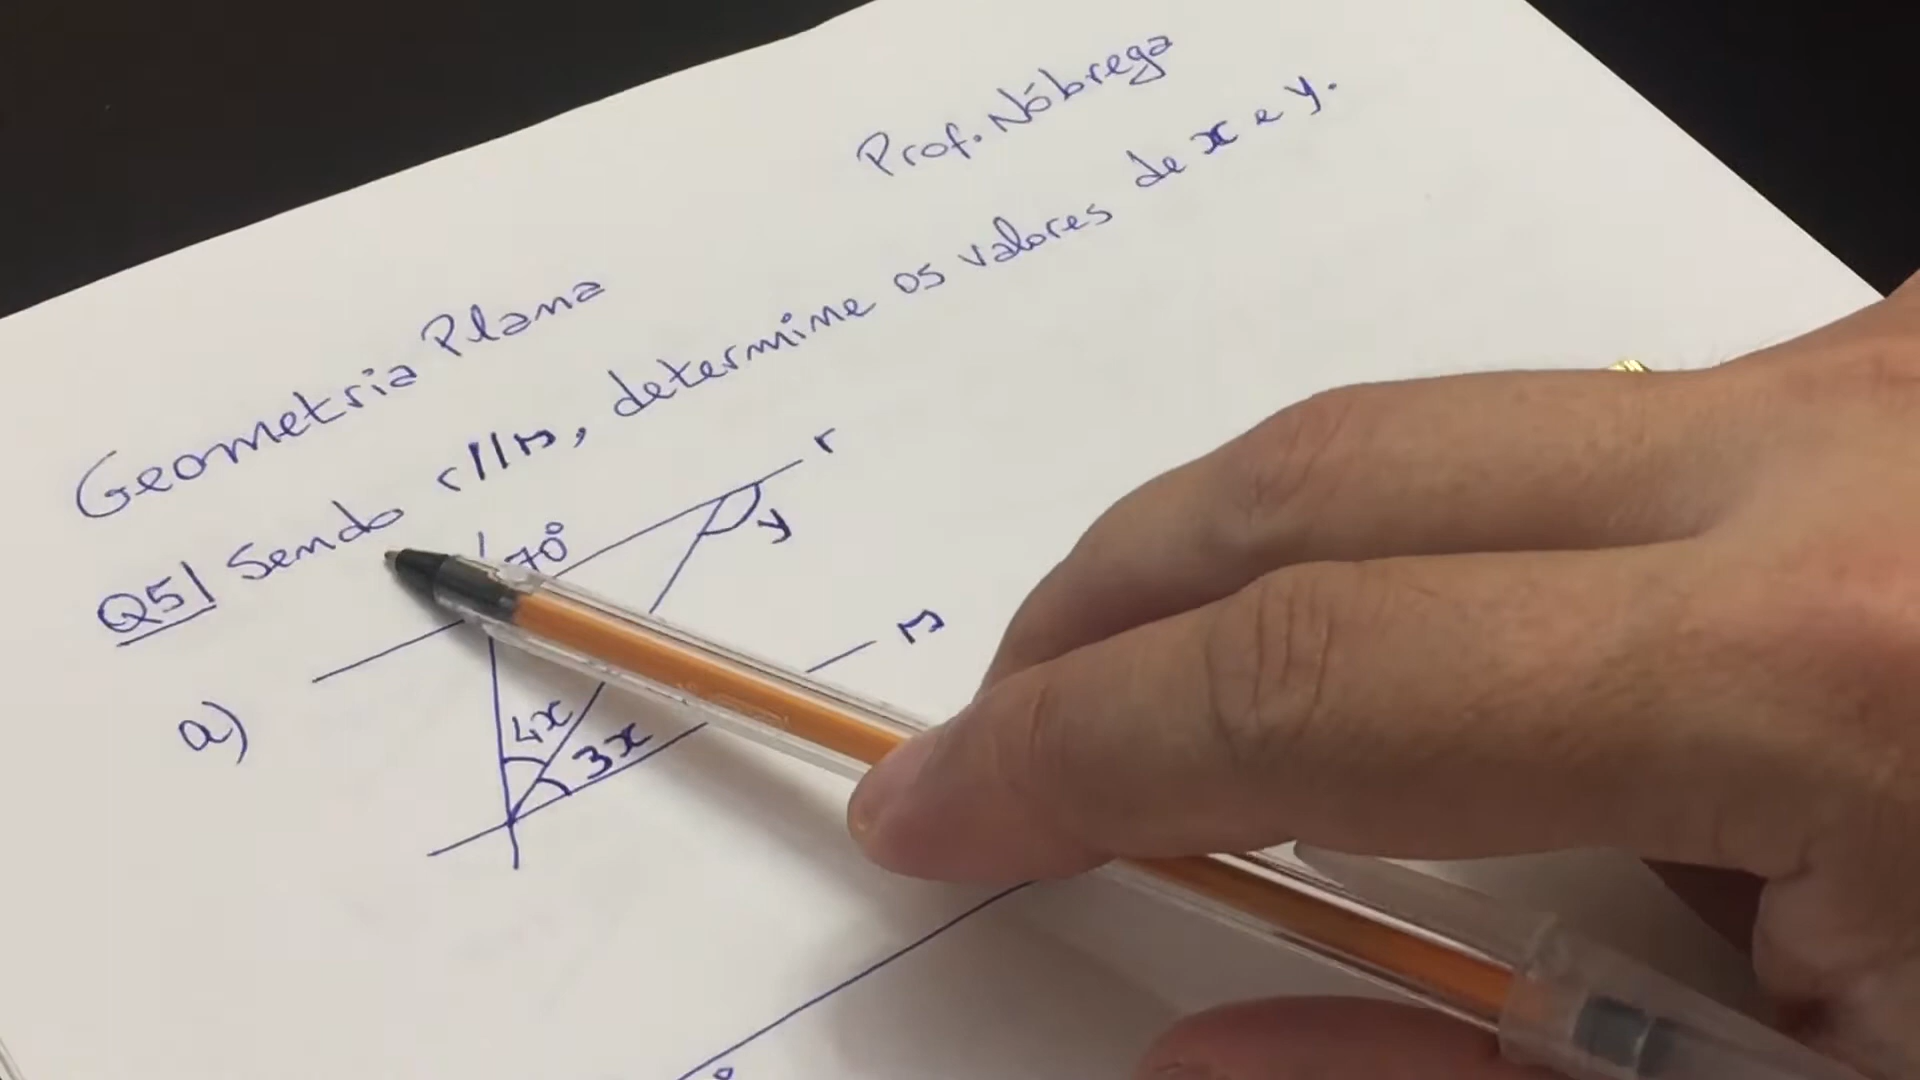 Prof. Nóbrega
Geometria Plana
Q5| Sendo r//s, determine os valores de x e y.
a)
70°
r
y
s
4x
3x